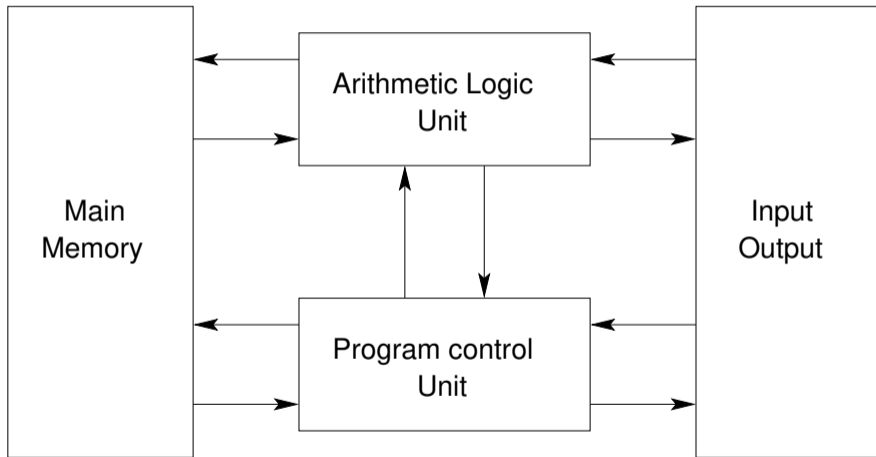 Arithmetic Logic
Unit
Main
Memory
Input
Output
Program control
Unit